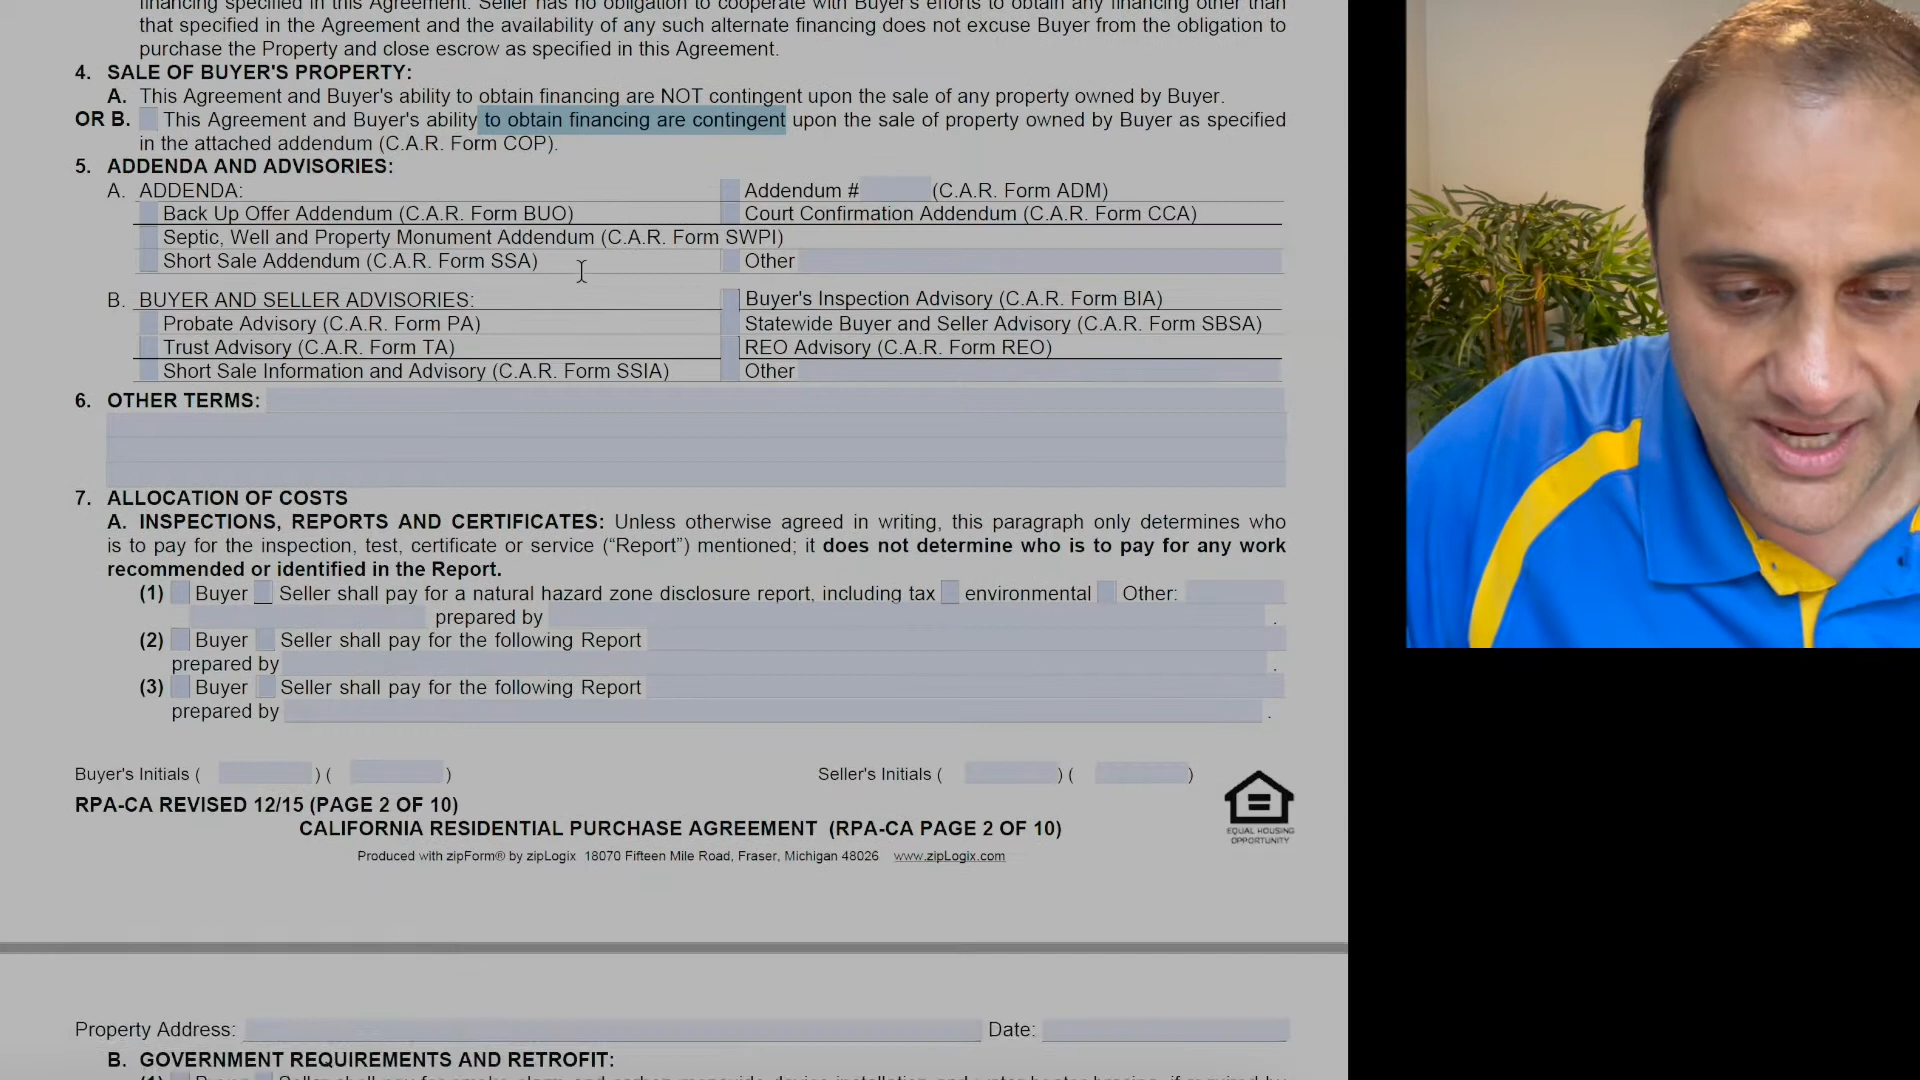 financing specified in this Agreement. Seller has no obligation to cooperate with Buyer's efforts to obtain any financing other than
that specified in the Agreement and the availability of any such alternate financing does not excuse Buyer from the obligation to
purchase the Property and close escrow as specified in this Agreement.
4. SALE OF BUYER'S PROPERTY:
A. This Agreement and Buyer's ability to obtain financing are NOT contingent upon the sale of any property owned by Buyer.
OR B. This Agreement and Buyer's ability to obtain financing are contingent upon the sale of property owned by Buyer as specified
in the attached addendum (C.A.R. Form COP).
5. ADDENDA AND ADVISORIES:
A. ADDENDA: Addendum # (C.A.R. Form ADM)
Back Up Offer Addendum (C.A.R. Form BUO) Court Confirmation Addendum (C.A.R. Form CCA)
Septic, Well and Property Monument Addendum (C.A.R. Form SWPI)
Short Sale Addendum (C.A.R. Form SSA) Other
B. BUYER AND SELLER ADVISORIES: Buyer's Inspection Advisory (C.A.R. Form BIA)
Probate Advisory (C.A.R. Form PA) Statewide Buyer and Seller Advisory (C.A.R. Form SBSA)
Trust Advisory (C.A.R. Form TA) REO Advisory (C.A.R. Form REO)
Short Sale Information and Advisory (C.A.R. Form SSIA) Other
6. OTHER TERMS:
7. ALLOCATION OF COSTS
A. INSPECTIONS, REPORTS AND CERTIFICATES: Unless otherwise agreed in writing, this paragraph only determines who
is to pay for the inspection, test, certificate or service (“Report”) mentioned; it does not determine who is to pay for any work
recommended or identified in the Report.
(1) Buyer Seller shall pay for a natural hazard zone disclosure report, including tax environmental Other:
prepared by .
(2) Buyer Seller shall pay for the following Report
prepared by .
(3) Buyer Seller shall pay for the following Report
prepared by .
Buyer's Initials ( ) ( ) Seller's Initials ( ) ( )
RPA-CA REVISED 12/15 (PAGE 2 OF 10)
CALIFORNIA RESIDENTIAL PURCHASE AGREEMENT (RPA-CA PAGE 2 OF 10)
EQUAL HOUSING
OPPORTUNITY
Produced with zipForm® by zipLogix 18070 Fifteen Mile Road, Fraser, Michigan 48026 www.zipLogix.com
Property Address: Date:
B. GOVERNMENT REQUIREMENTS AND RETROFIT: